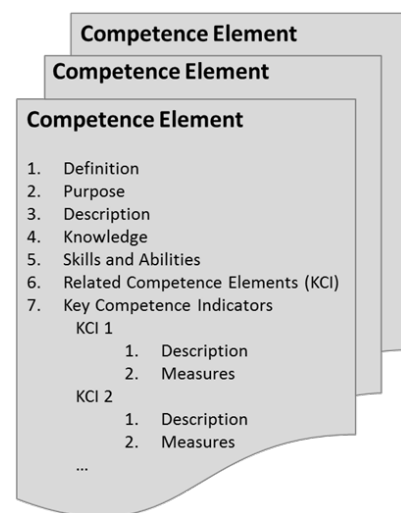 Competence Element
Competence Element
Competence Element
1. Definition
2. Purpose
3. Description
4. Knowledge
5. Skills and Abilities
6. Related Competence Elements (KCI)
7. Key Competence Indicators
KCI 1
1. Description
2. Measures
KCI 2
1. Description
2. Measures
...